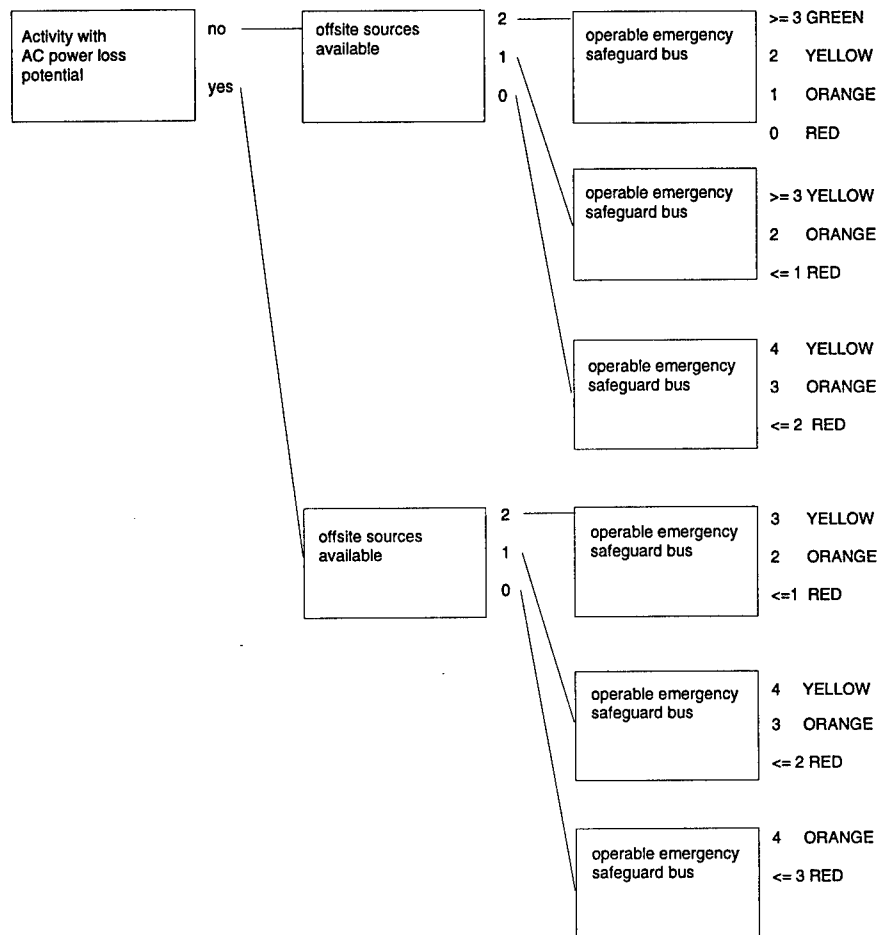 Activity with
AC power loss
potential
no
yes
offsite sources
available
2
1
0
operable emergency
safeguard bus
>= 3 GREEN
2 YELLOW
1 ORANGE
0 RED
operable emergency
safeguard bus
>= 3 YELLOW
2 ORANGE
<= 1 RED
operable emergency
safeguard bus
4 YELLOW
3 ORANGE
<= 2 RED
offsite sources
available
2
1
0
operable emergency
safeguard bus
3 YELLOW
2 ORANGE
<=1 RED
operable emergency
safeguard bus
4 YELLOW
3 ORANGE
<= 2 RED
operable emergency
safeguard bus
4 ORANGE
<= 3 RED